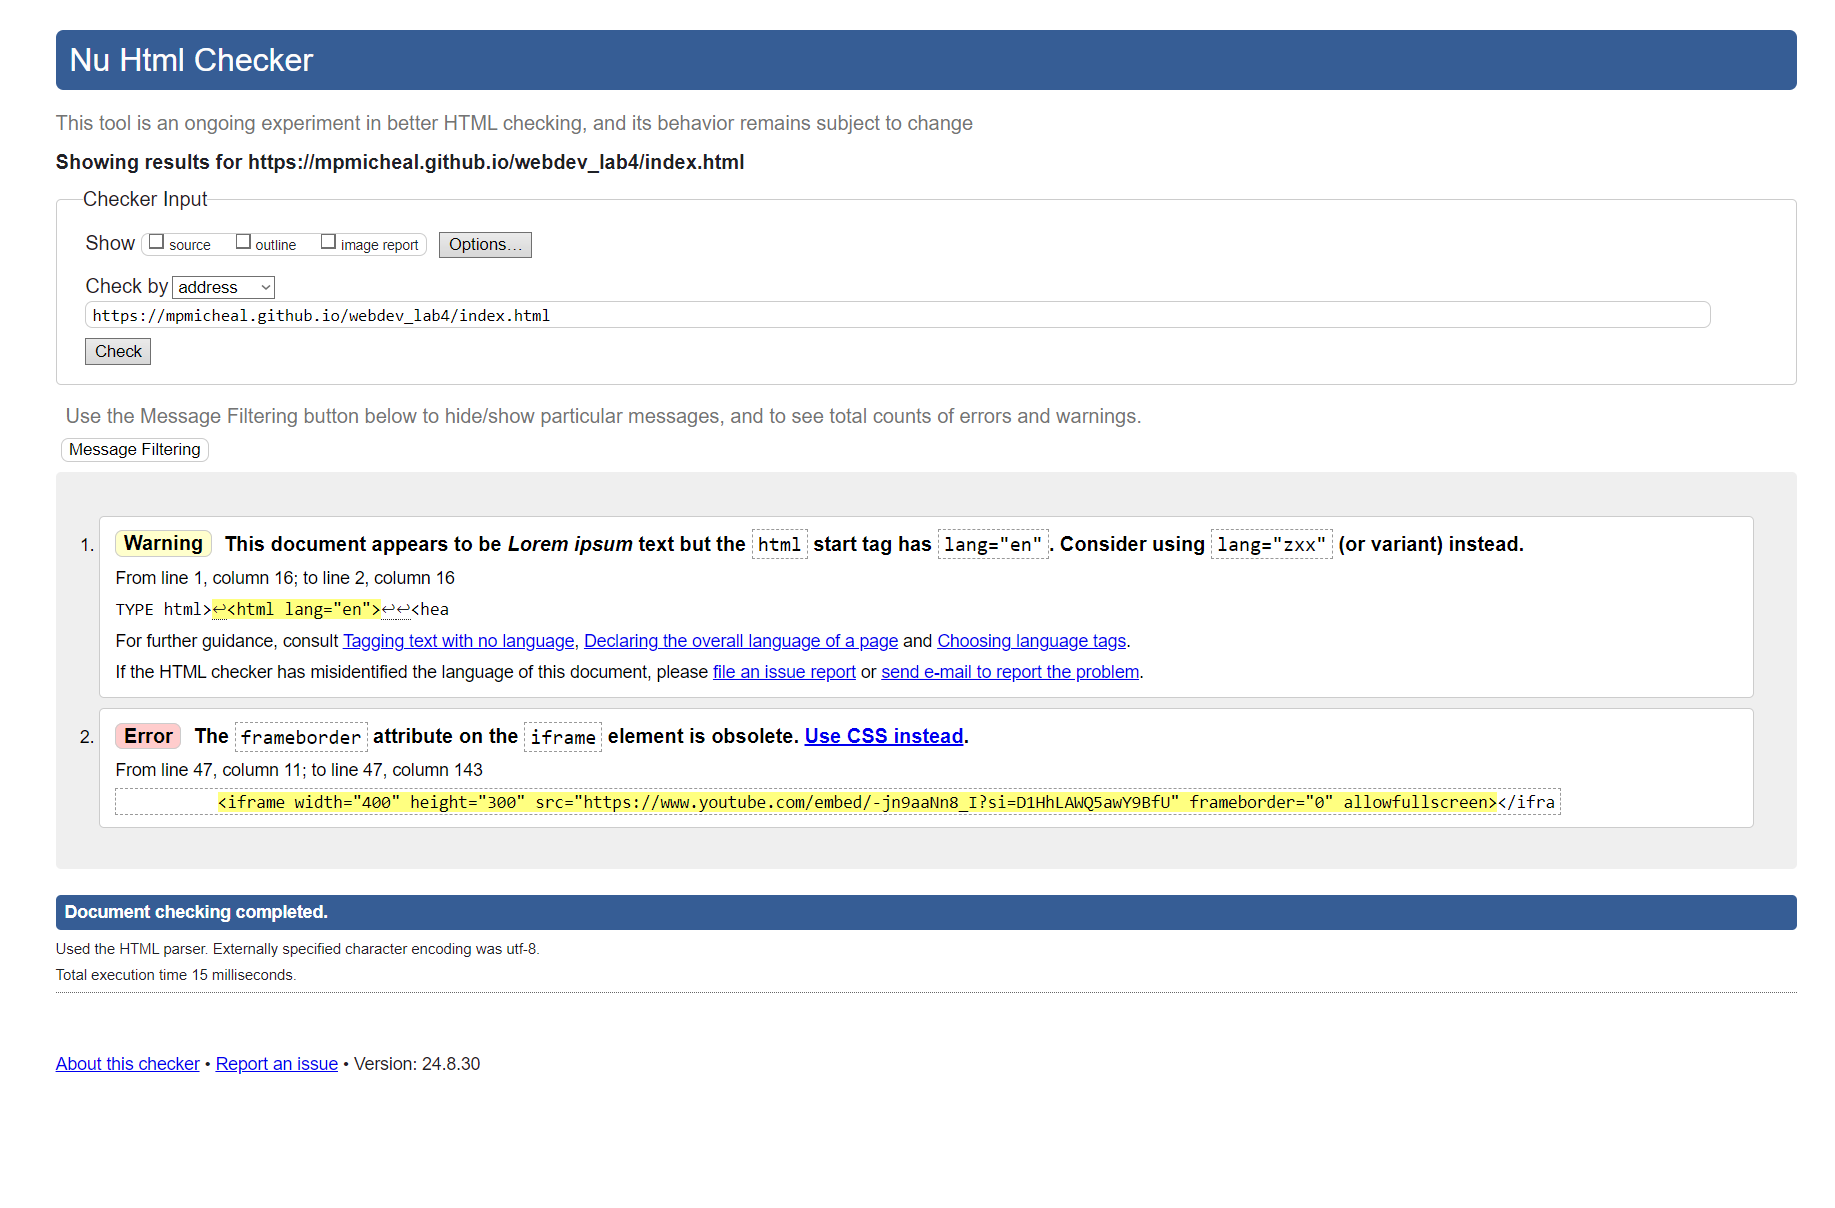 Nu Html Checker
This tool is an ongoing experiment in better HTML checking, and its behavior remains subject to change
Showing results for https://mpmicheal.github.io/webdev_lab4/index.html
Checker Input
Show source outline image report Options...
Check by address
https://mpmicheal.github.io/webdev_lab4/index.html
Check
Use the Message Filtering button below to hide/show particular messages, and to see total counts of errors and warnings.
Message Filtering
1. Warning This document appears to be Lorem ipsum text but the html start tag has lang="en". Consider using lang="zxx" (or variant) instead.
From line 1, column 16; to line 2, column 16
TYPE html>↩<html lang="en">↩↩<hea
For further guidance, consult Tagging text with no language, Declaring the overall language of a page and Choosing language tags.
If the HTML checker has misidentified the language of this document, please file an issue report or send e-mail to report the problem.
2. Error The frameborder attribute on the iframe element is obsolete. Use CSS instead.
From line 47, column 11; to line 47, column 143
<iframe width="400" height="300" src="https://www.youtube.com/embed/-jn9aaNn8_I?si=D1HhLAWQ5awY9BfU" frameborder="0" allowfullscreen></ifra
Document checking completed.
Used the HTML parser. Externally specified character encoding was utf-8.
Total execution time 15 milliseconds.
About this checker • Report an issue • Version: 24.8.30